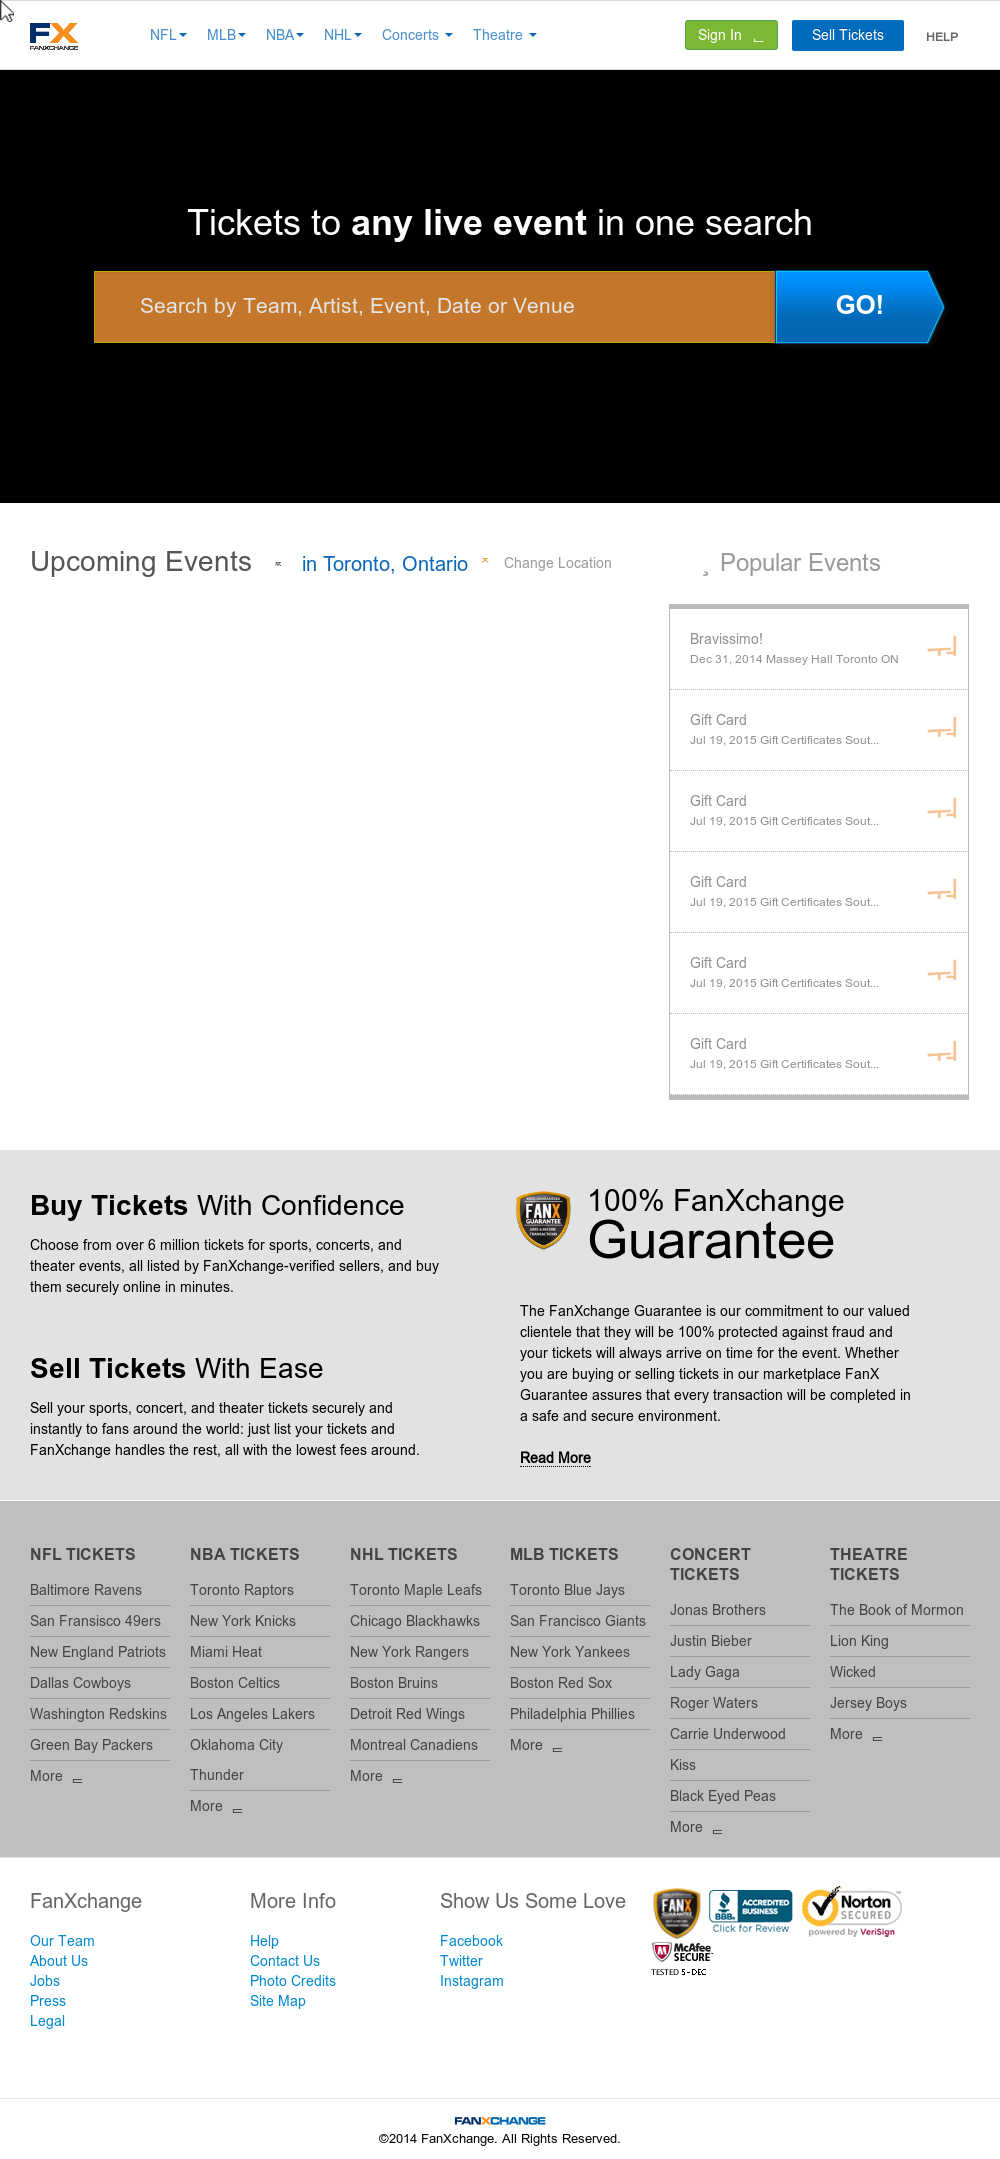 FX
FANXCHANGE
NFL MLB NBA NHL Concerts Theatre
Sign In
Sell Tickets
HELP
Tickets to any live event in one search
Search by Team, Artist, Event, Date or Venue
GO!
Upcoming Events
in Toronto, Ontario
Change Location
Popular Events
Bravissimo!
Dec 31, 2014 Massey Hall Toronto ON
Gift Card
Jul 19, 2015 Gift Certificates Sout...
Gift Card
Jul 19, 2015 Gift Certificates Sout...
Gift Card
Jul 19, 2015 Gift Certificates Sout...
Gift Card
Jul 19, 2015 Gift Certificates Sout...
Gift Card
Jul 19, 2015 Gift Certificates Sout...
Buy Tickets With Confidence
Choose from over 6 million tickets for sports, concerts, and
theater events, all listed by FanXchange-verified sellers, and buy
them securely online in minutes.
Sell Tickets With Ease
Sell your sports, concert, and theater tickets securely and
instantly to fans around the world: just list your tickets and
FanXchange handles the rest, all with the lowest fees around.
FANX
GUARANTEE
100% FanXchange
Guarantee
The FanXchange Guarantee is our commitment to our valued
clientele that they will be 100% protected against fraud and
your tickets will always arrive on time for the event. Whether
you are buying or selling tickets in our marketplace FanX
Guarantee assures that every transaction will be completed in
a safe and secure environment.
Read More
NFL TICKETS
Baltimore Ravens
San Fransisco 49ers
New England Patriots
Dallas Cowboys
Washington Redskins
Green Bay Packers
More
NBA TICKETS
Toronto Raptors
New York Knicks
Miami Heat
Boston Celtics
Los Angeles Lakers
Oklahoma City
Thunder
More
NHL TICKETS
Toronto Maple Leafs
Chicago Blackhawks
New York Rangers
Boston Bruins
Detroit Red Wings
Montreal Canadiens
More
MLB TICKETS
Toronto Blue Jays
San Francisco Giants
New York Yankees
Boston Red Sox
Philadelphia Phillies
More
CONCERT
TICKETS
Jonas Brothers
Justin Bieber
Lady Gaga
Roger Waters
Carrie Underwood
Kiss
Black Eyed Peas
More
THEATRE
TICKETS
The Book of Mormon
Lion King
Wicked
Jersey Boys
More
FanXchange
Our Team
About Us
Jobs
Press
Legal
More Info
Help
Contact Us
Photo Credits
Site Map
Show Us Some Love
Facebook
Twitter
Instagram
FANX
GUARANTEE
BBB
ACCREDITED
BUSINESS
Click for Review
Norton
SECURED
powered by VeriSign
McAfee
SECURE
TESTED 5-DEC
FANXCHANGE
©2014 FanXchange. All Rights Reserved.